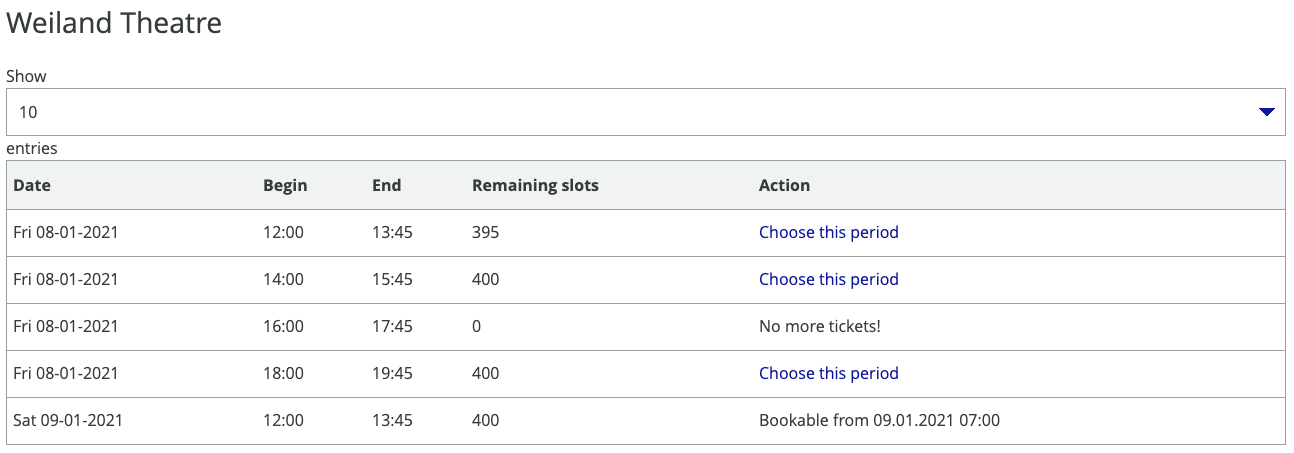 Weiland Theatre
Show
10
entries
Date Begin End Remaining slots Action
Fri 08-01-2021 12:00 13:45 395 Choose this period
Fri 08-01-2021 14:00 15:45 400 Choose this period
Fri 08-01-2021 16:00 17:45 0 No more tickets!
Fri 08-01-2021 18:00 19:45 400 Choose this period
Sat 09-01-2021 12:00 13:45 400 Bookable from 09.01.2021 07:00